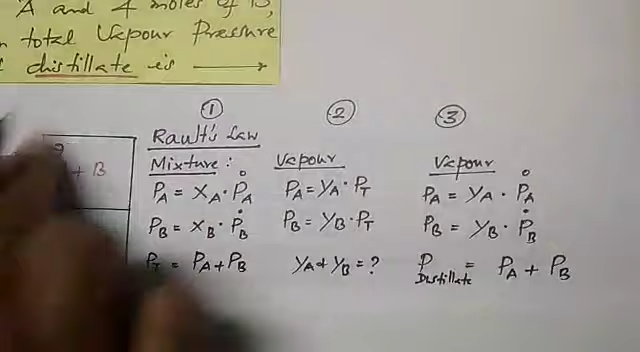 A and 4 moles of B,
total Vapour Pressure
distillate is
① ② ③
Rault's Law
Mixture : Vapour Vapour
P_A = X_A . P°_A P_A = Y_A . P_T P_A = Y_A . P°_A
+ B
P_B = X_B . P°_B P_B = Y_B . P_T P_B = Y_B . P°_B
P_T = P_A + P_B Y_A + Y_B = ? P_Distillate = P_A + P_B